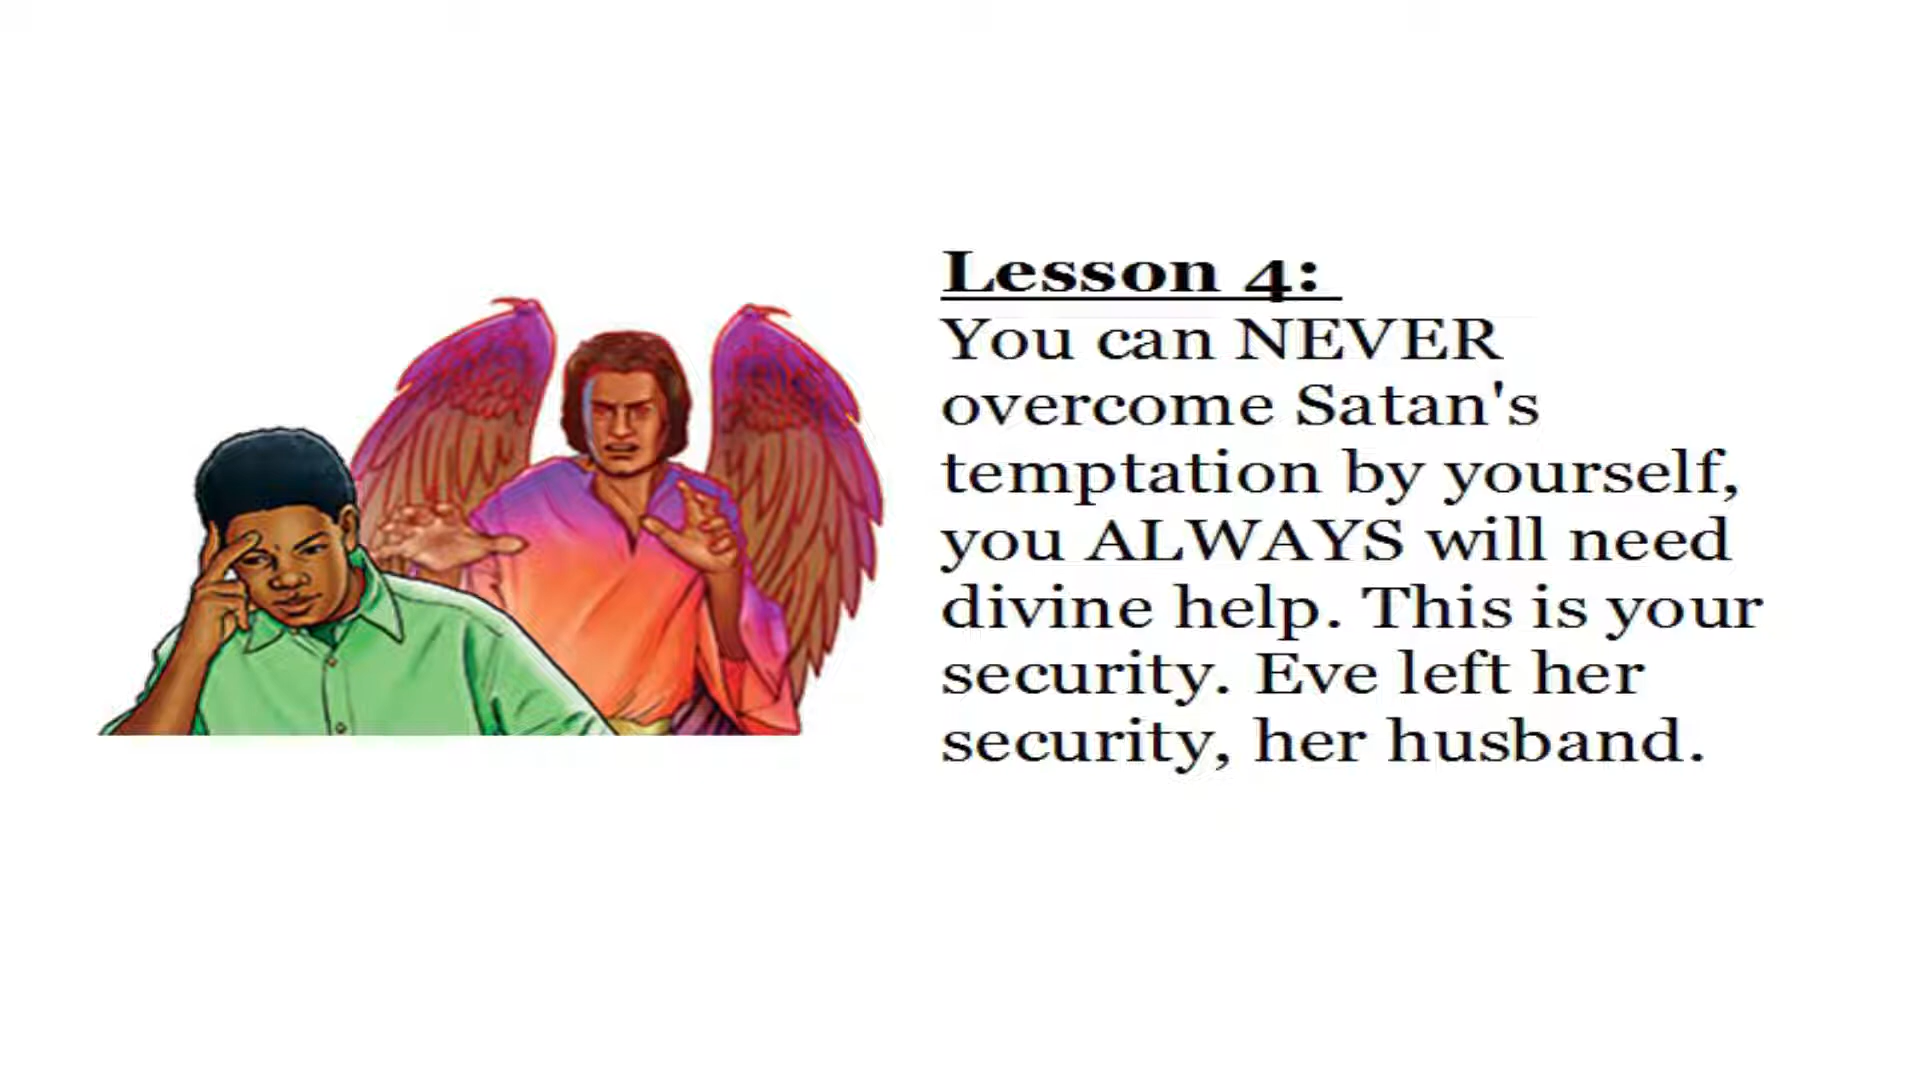 Lesson 4:
You can NEVER
overcome Satan's
temptation by yourself,
you ALWAYS will need
divine help. This is your
security. Eve left her
security, her husband.